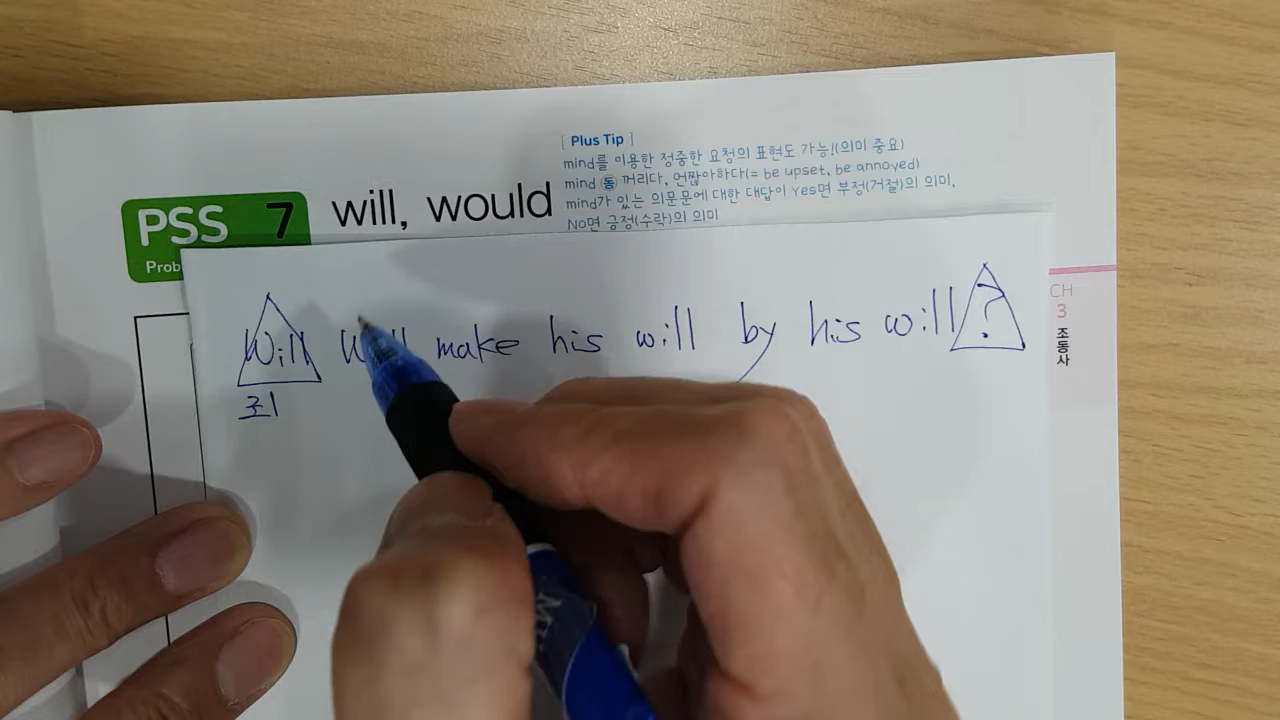 [ Plus Tip ]
mind를 이용한 정중한 요청의 표현도 가능!(의미 중요)
mind 동 꺼리다, 언짢아하다(= be upset, be annoyed)
mind가 있는 의문문에 대한 대답이 Yes면 부정(거절)의 의미,
No면 긍정(수락)의 의미
PSS 7 will, would
Prob
Will Will make his will by his will?
조
CH
3
조동사